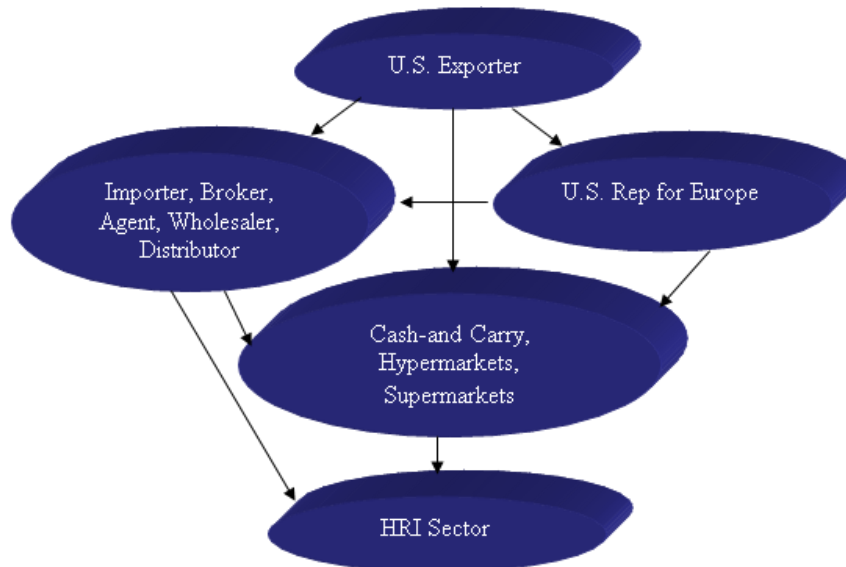 U.S. Exporter
Importer, Broker,
Agent, Wholesaler,
Distributor
U.S. Rep for Europe
Cash-and Carry,
Hypermarkets,
Supermarkets
HRI Sector